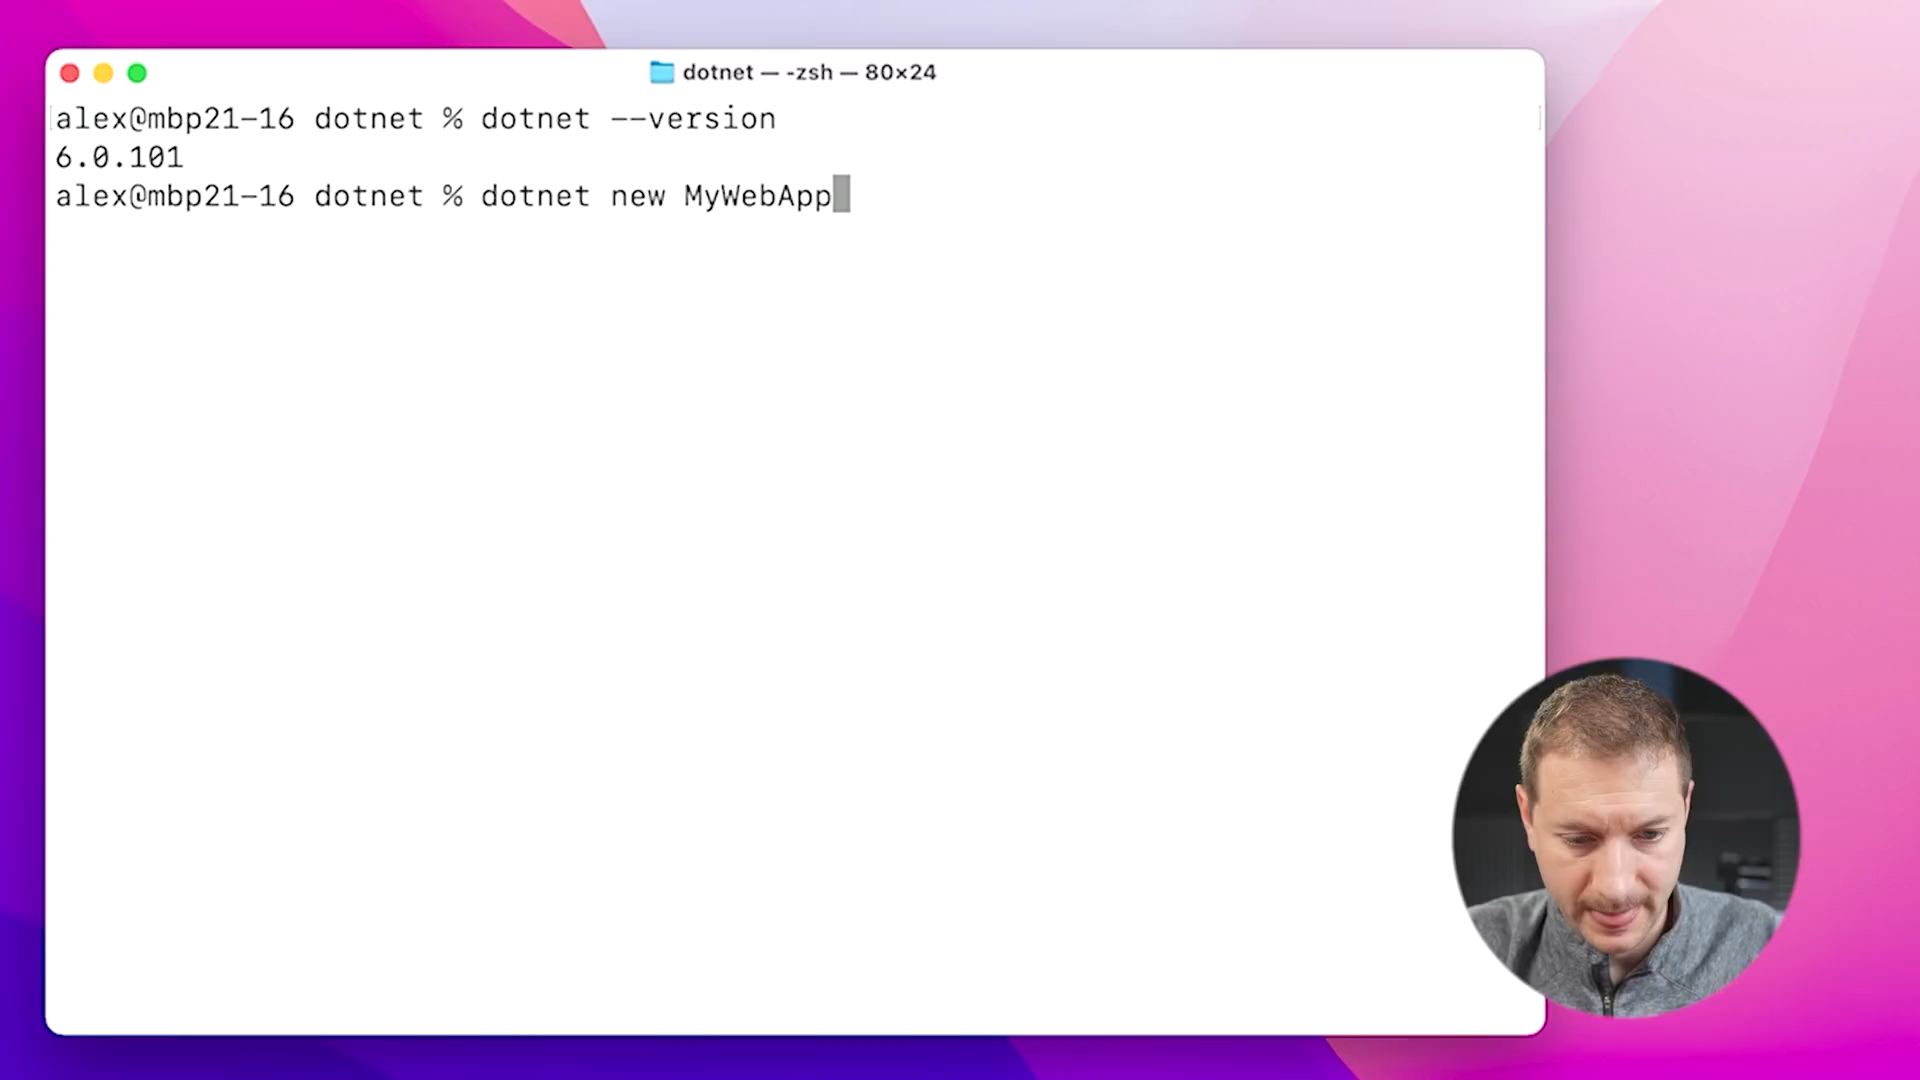 dotnet — -zsh — 80×24
alex@mbp21-16 dotnet % dotnet --version
6.0.101
alex@mbp21-16 dotnet % dotnet new MyWebApp